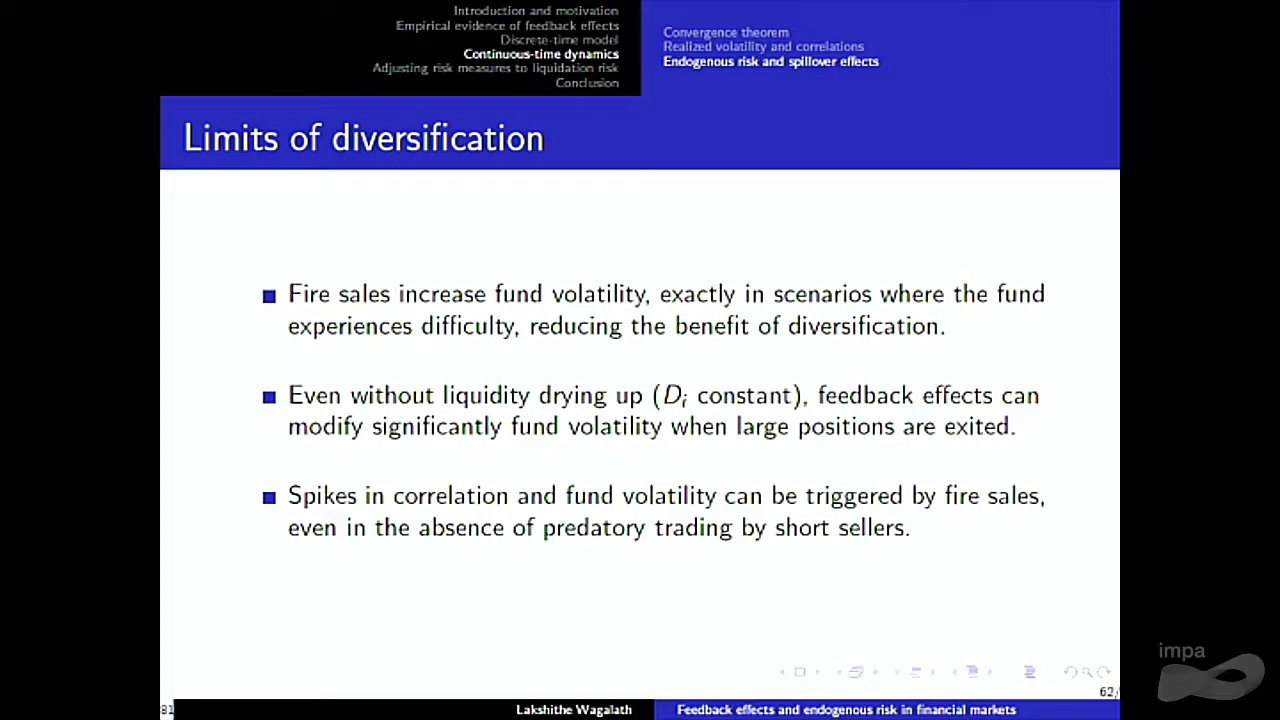 Introduction and motivation
Empirical evidence of feedback effects
Discrete-time model
Continuous-time dynamics
Adjusting risk measures to liquidation risk
Conclusion
Convergence theorem
Realized volatility and correlations
Endogenous risk and spillover effects
Limits of diversification
Fire sales increase fund volatility, exactly in scenarios where the fund
experiences difficulty, reducing the benefit of diversification.
Even without liquidity drying up (Di constant), feedback effects can
modify significantly fund volatility when large positions are exited.
Spikes in correlation and fund volatility can be triggered by fire sales,
even in the absence of predatory trading by short sellers.
impa
62/
81
Lakshithe Wagalath
Feedback effects and endogenous risk in financial markets